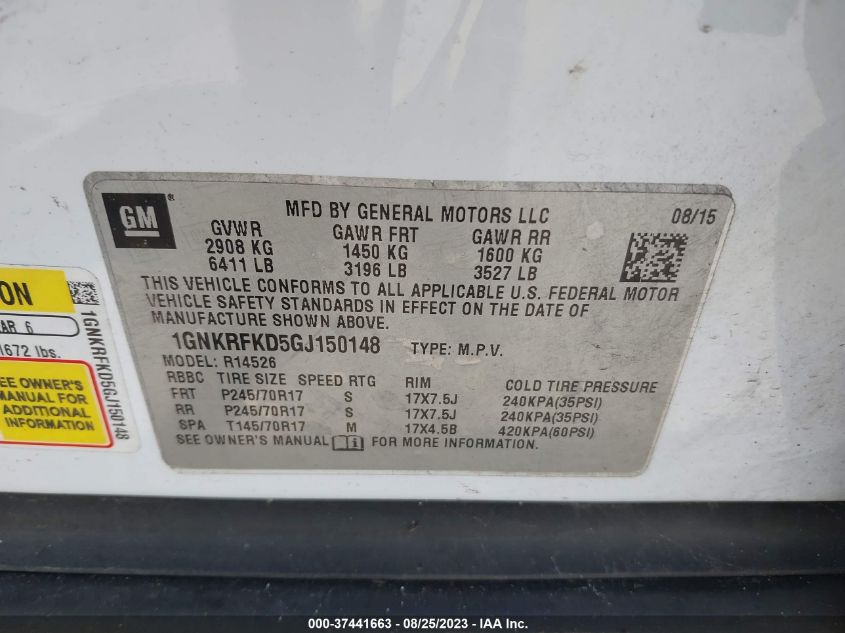 GM ®
MFD BY GENERAL MOTORS LLC 08/15
GVWR GAWR FRT GAWR RR
2908 KG 1450 KG 1600 KG
6411 LB 3196 LB 3527 LB
THIS VEHICLE CONFORMS TO ALL APPLICABLE U.S. FEDERAL MOTOR
VEHICLE SAFETY STANDARDS IN EFFECT ON THE DATE OF
MANUFACTURE SHOWN ABOVE.
1GNKRFKD5GJ150148 TYPE: M.P.V.
MODEL: R14526
RBBC TIRE SIZE SPEED RTG RIM COLD TIRE PRESSURE
FRT P245/70R17 S 17X7.5J 240KPA(35PSI)
RR P245/70R17 S 17X7.5J 240KPA(35PSI)
SPA T145/70R17 M 17X4.5B 420KPA(60PSI)
SEE OWNER'S MANUAL FOR MORE INFORMATION.
ON
AR 6
1672 lbs.
EE OWNER'S
MANUAL FOR
ADDITIONAL
INFORMATION
1GNKRFKD5GJ150148
000-37441663 - 08/25/2023 - IAA Inc.